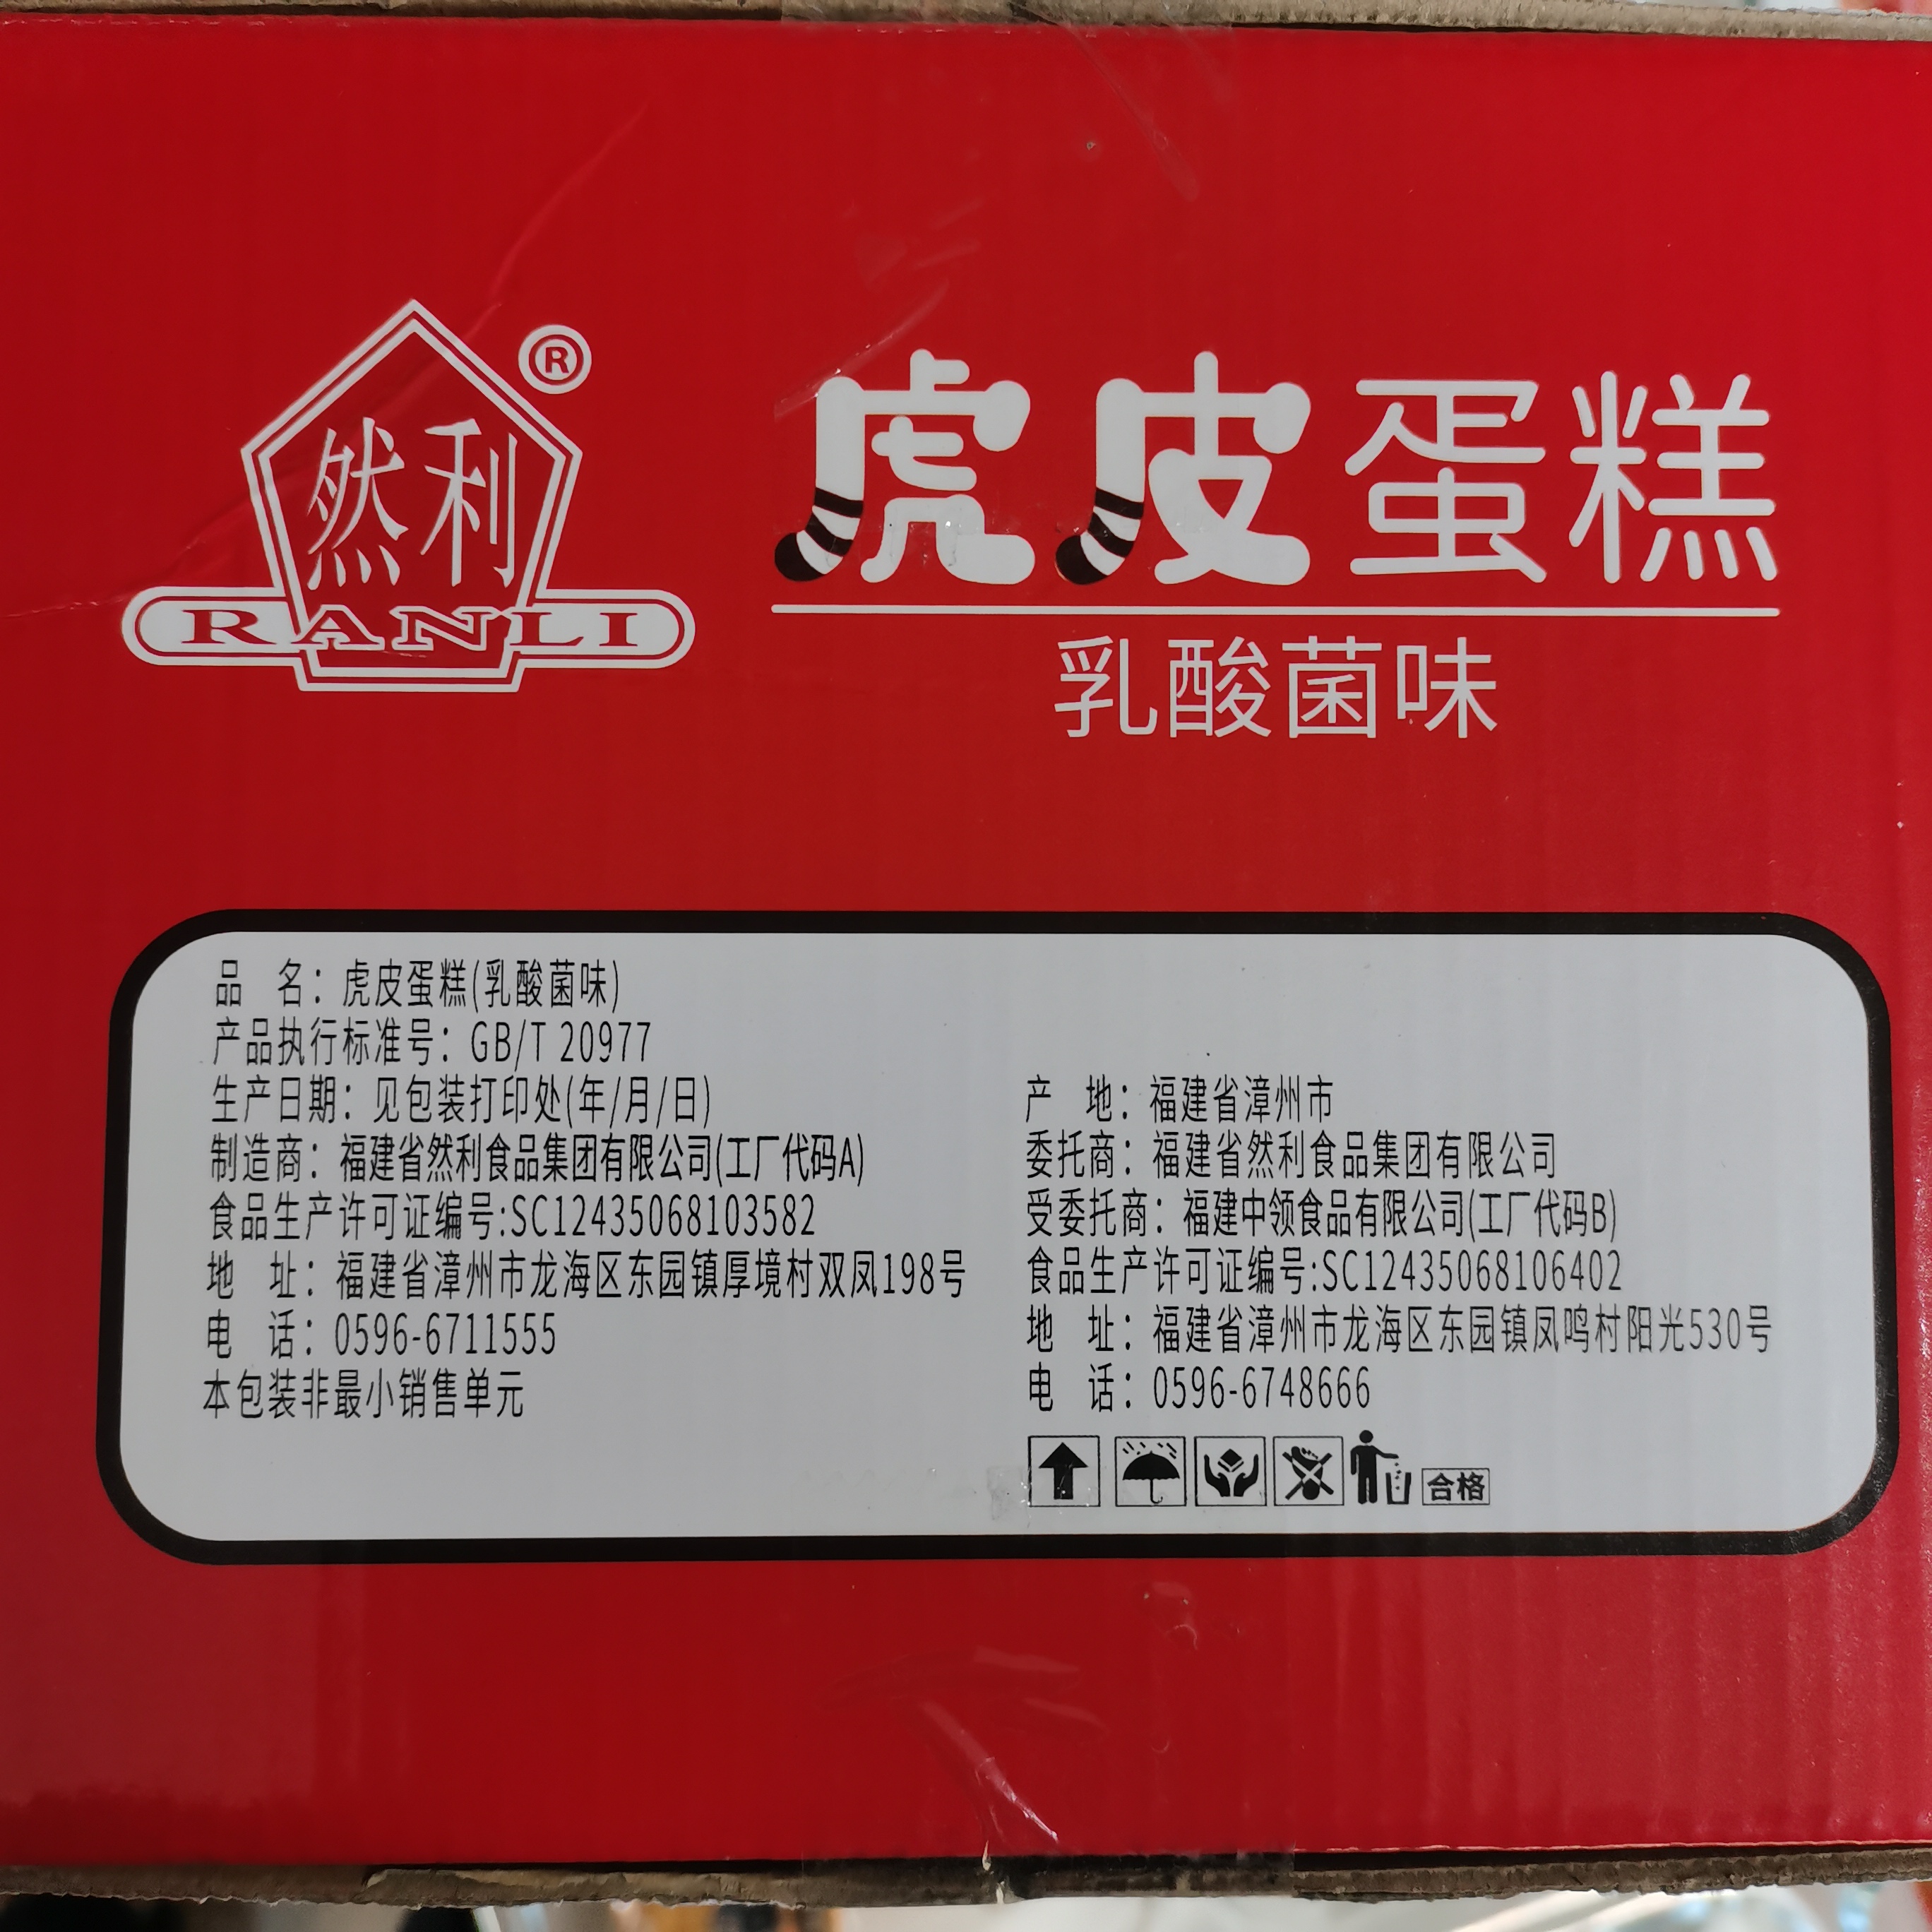 然利
®
RANLI
虎皮蛋糕
乳酸菌味
品 名：虎皮蛋糕(乳酸菌味)
产品执行标准号：GB/T 20977
生产日期：见包装打印处(年/月/日)
制造商：福建省然利食品集团有限公司(工厂代码A)
食品生产许可证编号:SC12435068103582
地 址：福建省漳州市龙海区东园镇厚境村双凤198号
电 话：0596-6711555
本包装非最小销售单元
产 地：福建省漳州市
委托商：福建省然利食品集团有限公司
受委托商：福建中领食品有限公司(工厂代码B)
食品生产许可证编号:SC12435068106402
地 址：福建省漳州市龙海区东园镇凤鸣村阳光530号
电 话：0596-6748666
合格